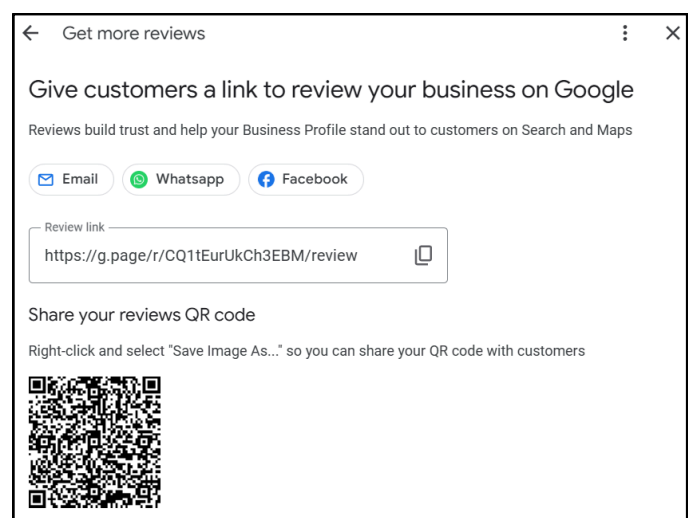 Get more reviews
Give customers a link to review your business on Google
Reviews build trust and help your Business Profile stand out to customers on Search and Maps
Email Whatsapp Facebook
Review link
https://g.page/r/CQ1tEurUkCh3EBM/review
Share your reviews QR code
Right-click and select "Save Image As..." so you can share your QR code with customers